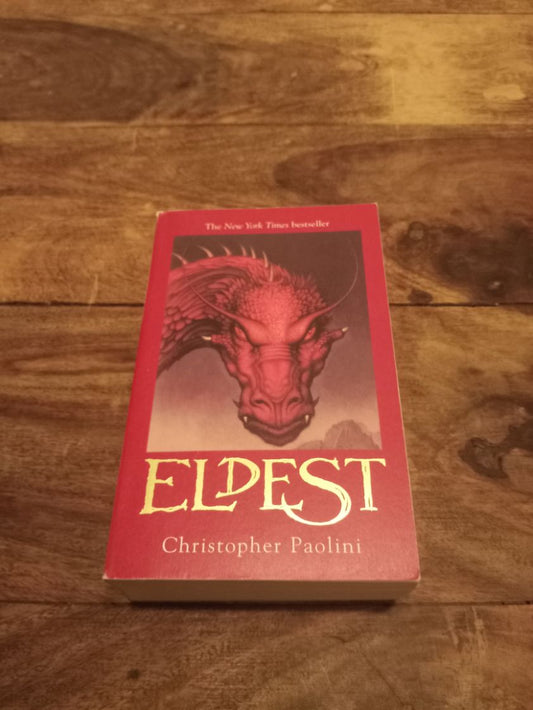 The New York Times bestseller
ELDEST
Christopher Paolini